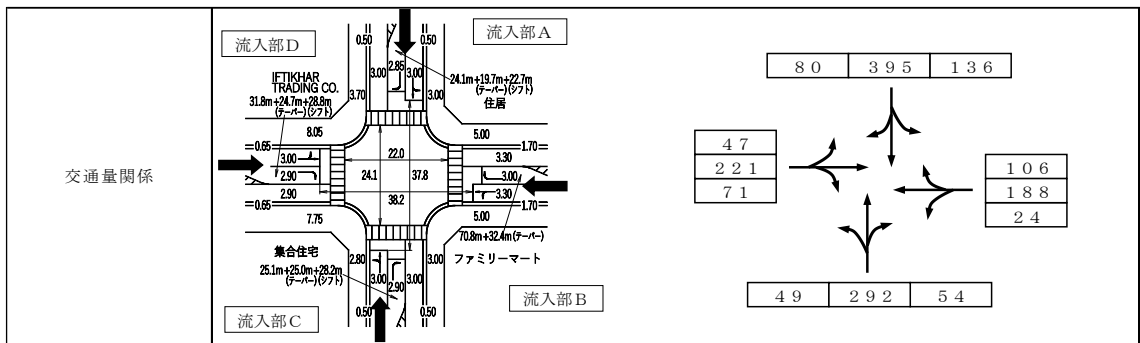 交通量関係
流入部D
流入部A
IFTIKHAR
TRADING CO.
31.8m+24.7m+28.8m
(テーパー)(シフト)
24.1m+19.7m+22.7m
(テーパー)(シフト)
住居
0.50
0.50
3.00
2.85
3.00
3.70
3.00
8.05
5.00
0.65
1.70
3.00
22.0
3.30
2.90
24.1
37.8
3.00
2.90
38.2
3.30
0.65
1.70
7.75
5.00
集合住宅
70.8m+32.4m(テーパー)
25.1m+25.0m+28.2m
(テーパー)(シフト)
ファミリーマート
2.80
3.00
3.00
2.90
0.50
0.50
流入部C
流入部B
80 395 136
47
221
71
106
188
24
49 292 54